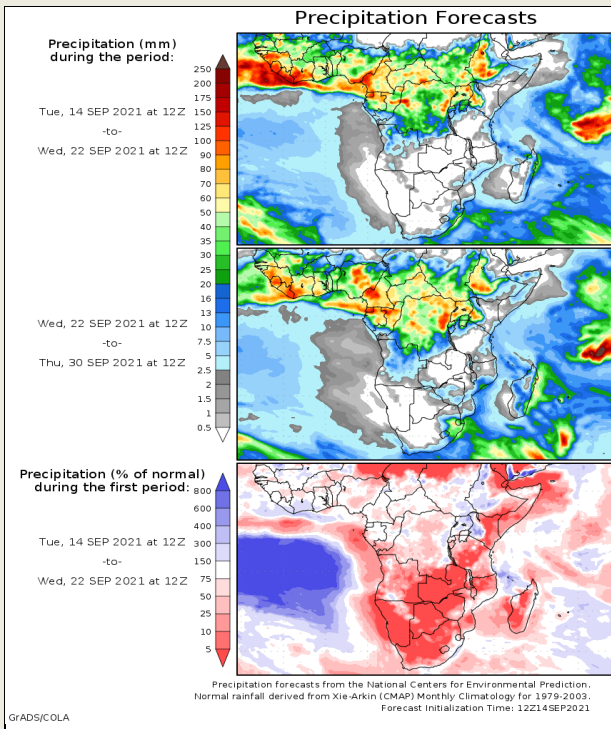 Precipitation Forecasts
Precipitation (mm)
during the period:
Tue, 14 SEP 2021 at 12Z
-to-
Wed, 22 SEP 2021 at 12Z
250
200
175
150
125
100
90
80
70
60
50
40
35
30
25
20
16
13
10
7.5
5
2.5
2
1.5
1
0.5
Wed, 22 SEP 2021 at 12Z
-to-
Thu, 30 SEP 2021 at 12Z
Precipitation (% of normal)
during the first period:
Tue, 14 SEP 2021 at 12Z
-to-
Wed, 22 SEP 2021 at 12Z
800
600
400
300
150
75
50
25
10
5
Precipitation forecasts from the National Centers for Environmental Prediction.
Normal rainfall derived from Xie-Arkin (CMAP) Monthly Climatology for 1979-2003.
Forecast Initialization Time: 12Z14SEP2021
GrADS/COLA